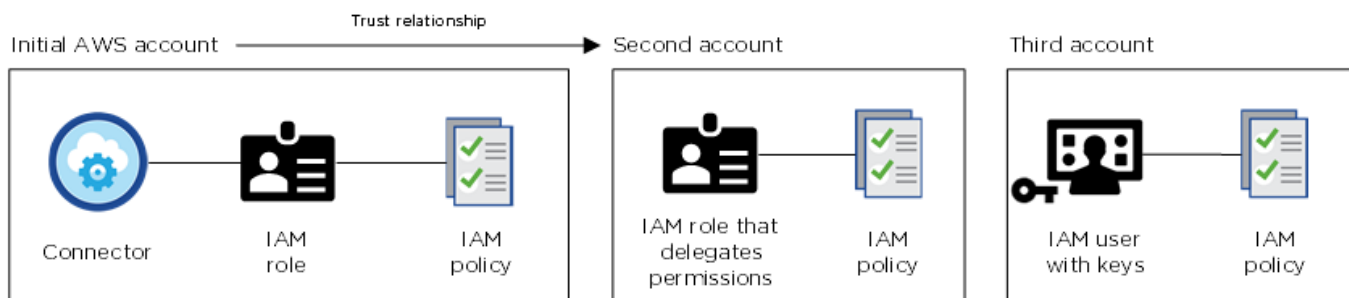 Trust relationship
Initial AWS account
Second account
Third account
Connector
IAM
role
IAM
policy
IAM role that
delegates
permissions
IAM
policy
IAM user
with keys
IAM
policy